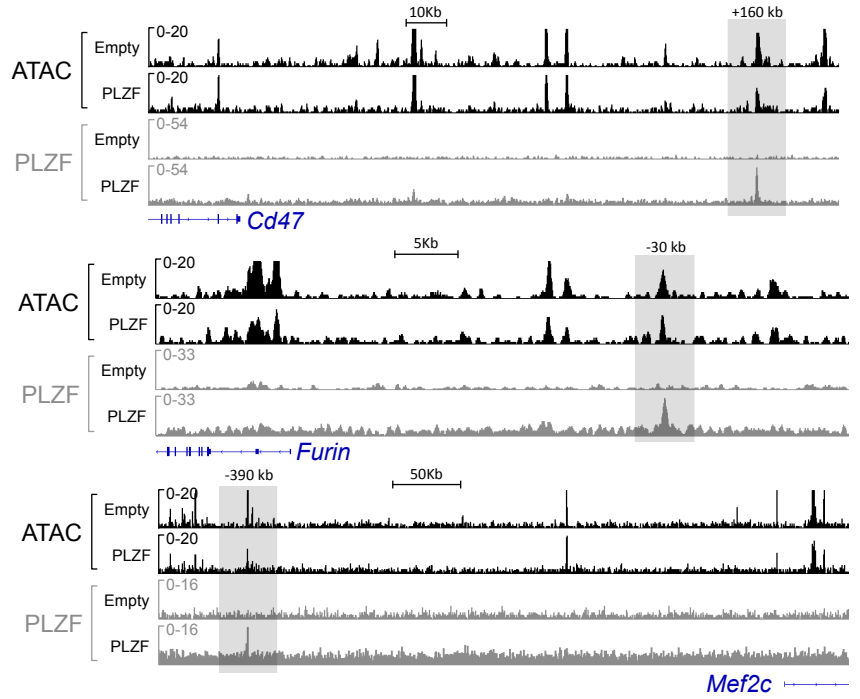 10Kb
+160 kb
ATAC
Empty
0-20
PLZF
0-20
PLZF
Empty
0-54
PLZF
0-54
Cd47
5Kb
-30 kb
ATAC
Empty
0-20
PLZF
0-20
PLZF
Empty
0-33
PLZF
0-33
Furin
-390 kb
50Kb
ATAC
Empty
0-20
PLZF
0-20
PLZF
Empty
0-16
PLZF
0-16
Mef2c